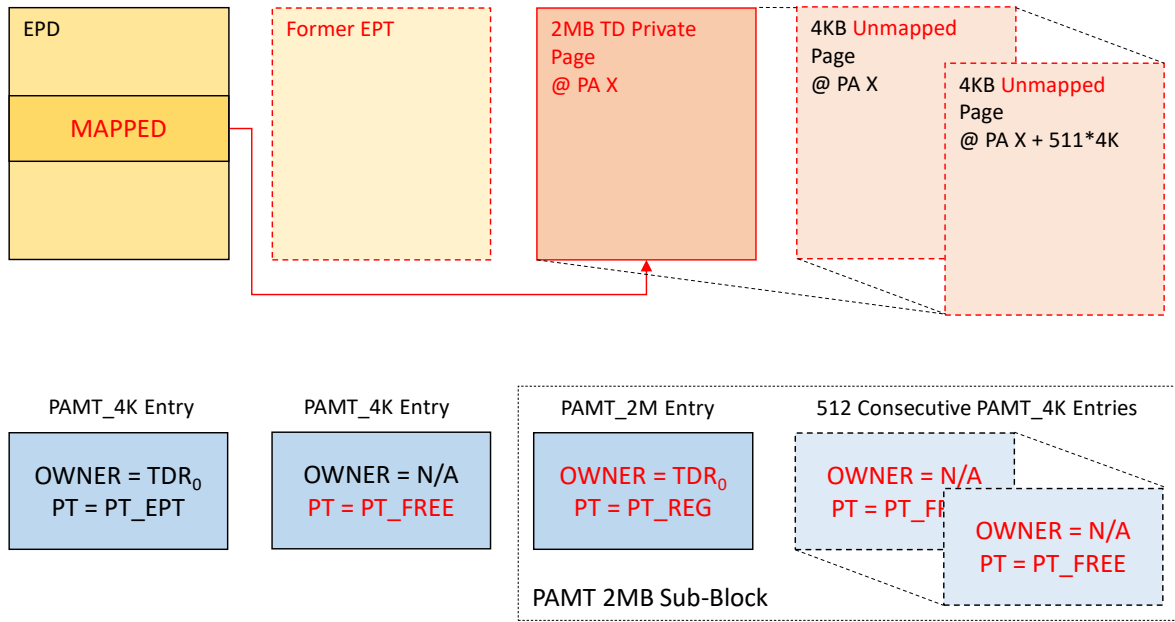 EPD
MAPPED
Former EPT
2MB TD Private
Page
@ PA X
4KB Unmapped
Page
@ PA X
4KB Unmapped
Page
@ PA X + 511*4K
PAMT_4K Entry
OWNER = TDR₀
PT = PT_EPT
PAMT_4K Entry
OWNER = N/A
PT = PT_FREE
PAMT_2M Entry
OWNER = TDR₀
PT = PT_REG
512 Consecutive PAMT_4K Entries
OWNER = N/A
PT =
OWNER = N/A
PT = PT_FREE
PAMT 2MB Sub-Block